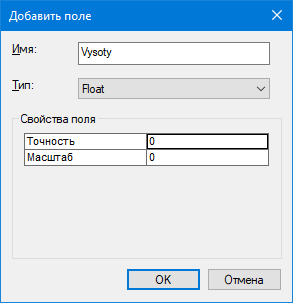 Добавить поле
Имя: Vysoty
Тип: Float
Свойства поля
Точность 0
Масштаб 0
OK Отмена